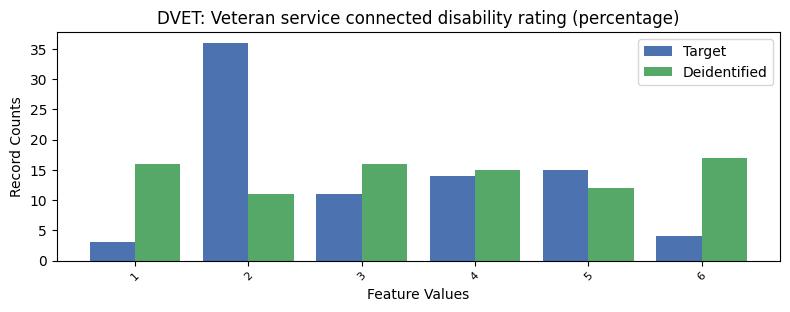 DVET: Veteran service connected disability rating (percentage)
Target
Deidentified
Record Counts
35
30
25
20
15
10
5
0
1 2 3 4 5 6
Feature Values